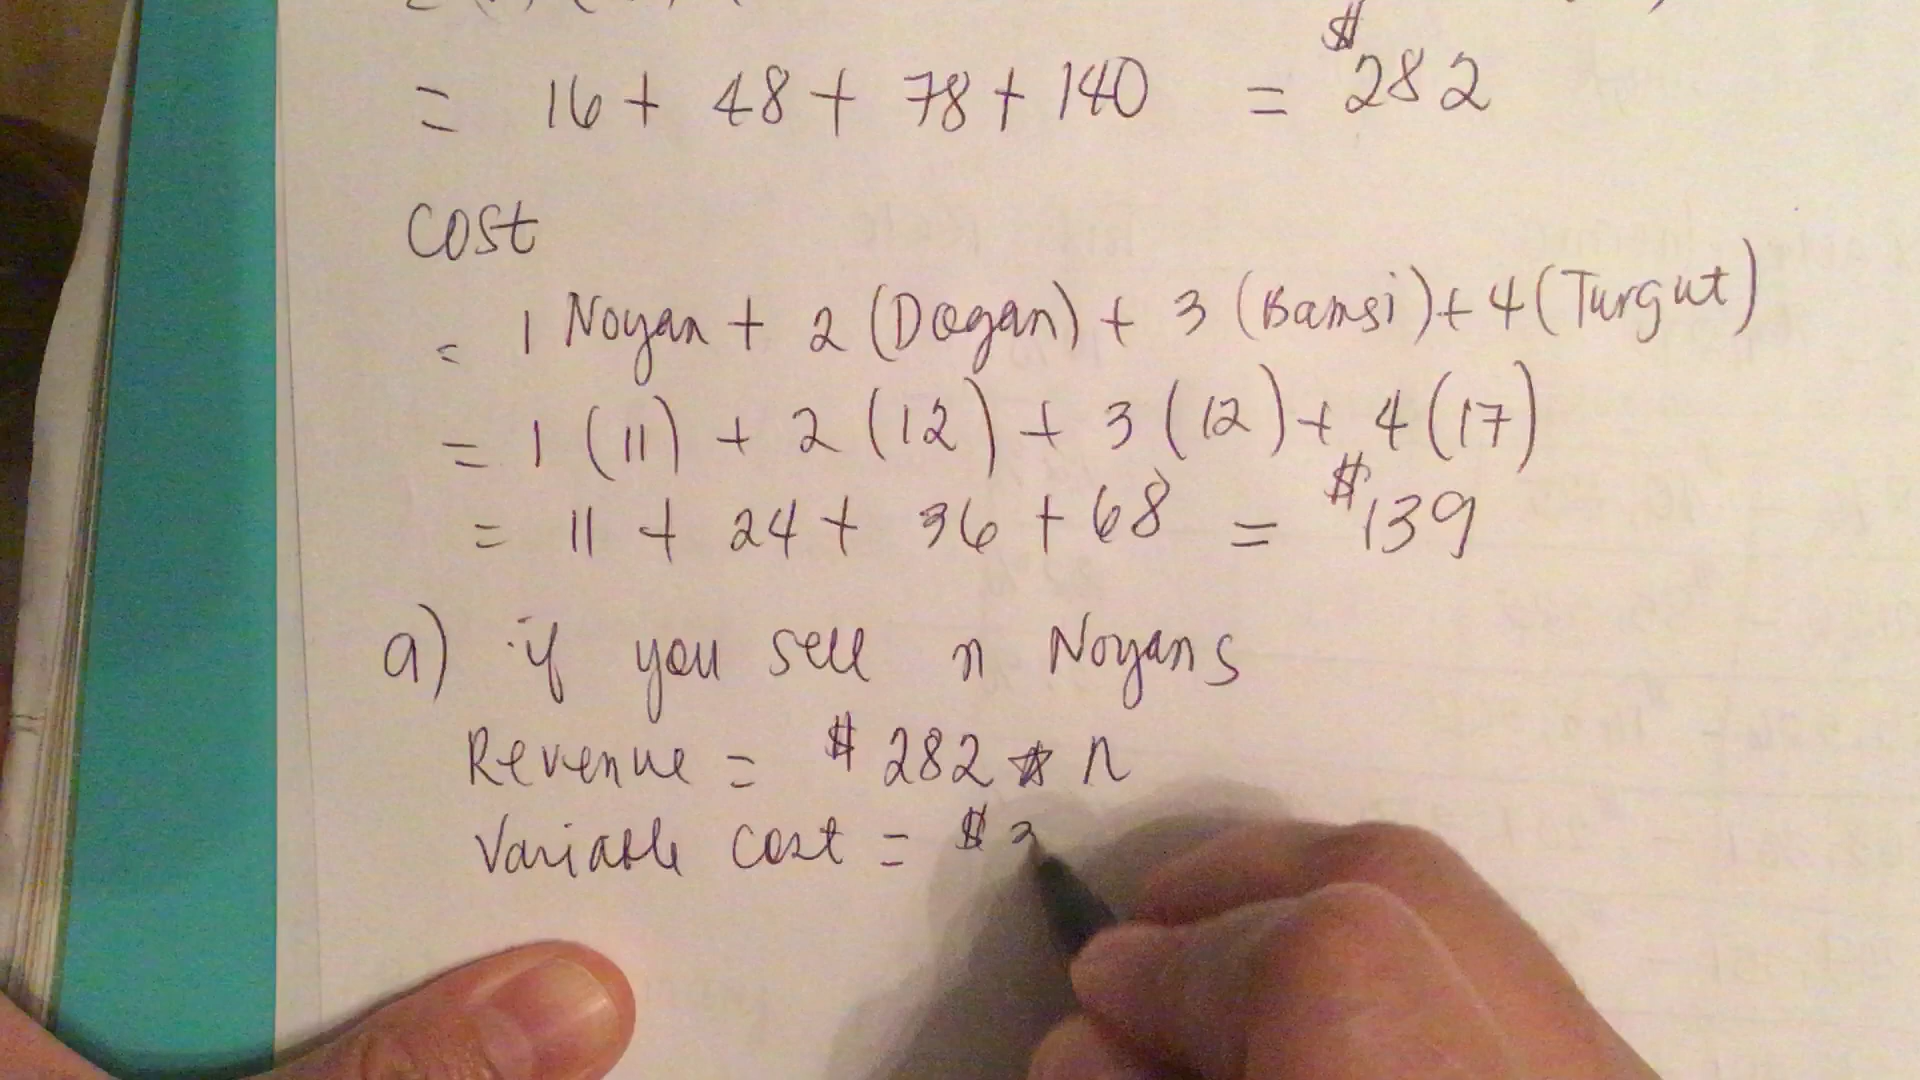 = 16 + 48 + 78 + 140 = $282
Cost
= 1 Noyan + 2 (Dogan) + 3 (Bamsi) + 4 (Turgut)
= 1 (11) + 2 (12) + 3 (12) + 4 (17)
= 11 + 24 + 36 + 68 = $139
a) if you sell n Noyans
Revenue = $ 282 * n
Variable cost = $